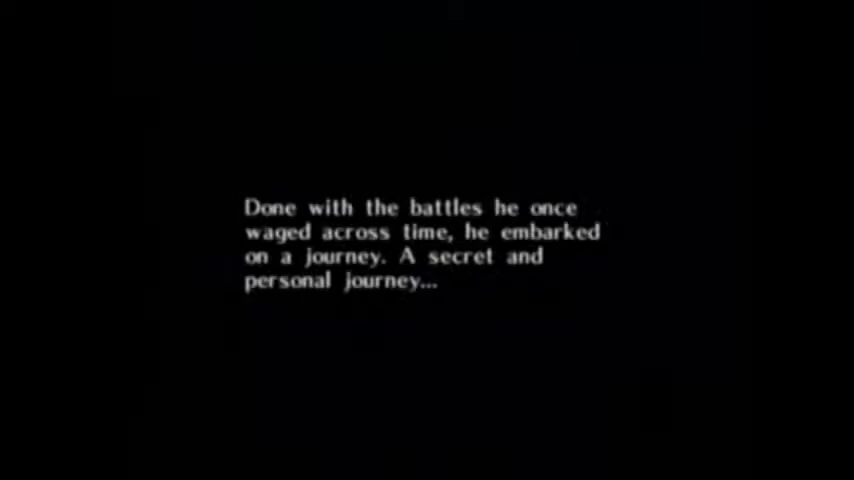 Done with the battles he once
waged across time, he embarked
on a journey. A secret and
personal journey...